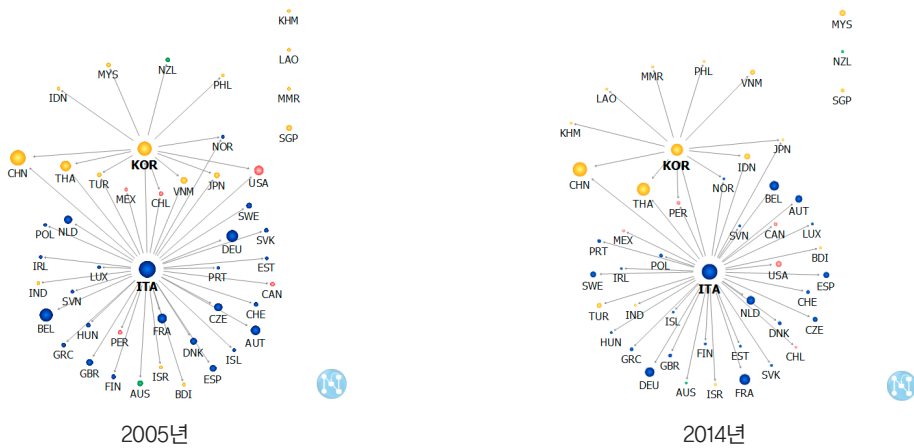 KHM
MYS
NZL
LAO
PHL
IDN
MMR
SGP
NOR
KOR
CHN
THA
TUR
VNM
JPN
USA
MEX
CHL
SWE
POL
NLD
DEU
SVK
IRL
LUX
PRT
EST
ITA
IND
SVN
CAN
BEL
HUN
PER
FRA
CZE
CHE
AUT
GRC
GBR
DNK
ISL
FIN
AUS
ISR
BDI
ESP
2005년
MYS
NZL
SGP
MMR
PHL
VNM
LAO
KHM
KOR
JPN
IDN
CHN
THA
NOR
PER
BEL
AUT
MEX
SVN
CAN
LUX
PRT
POL
BDI
SWE
IRL
USA
ESP
ITA
TUR
IND
ISL
NLD
CHE
HUN
DNK
CZE
GRC
GBR
FIN
EST
CHL
DEU
SVK
AUS
ISR
FRA
2014년